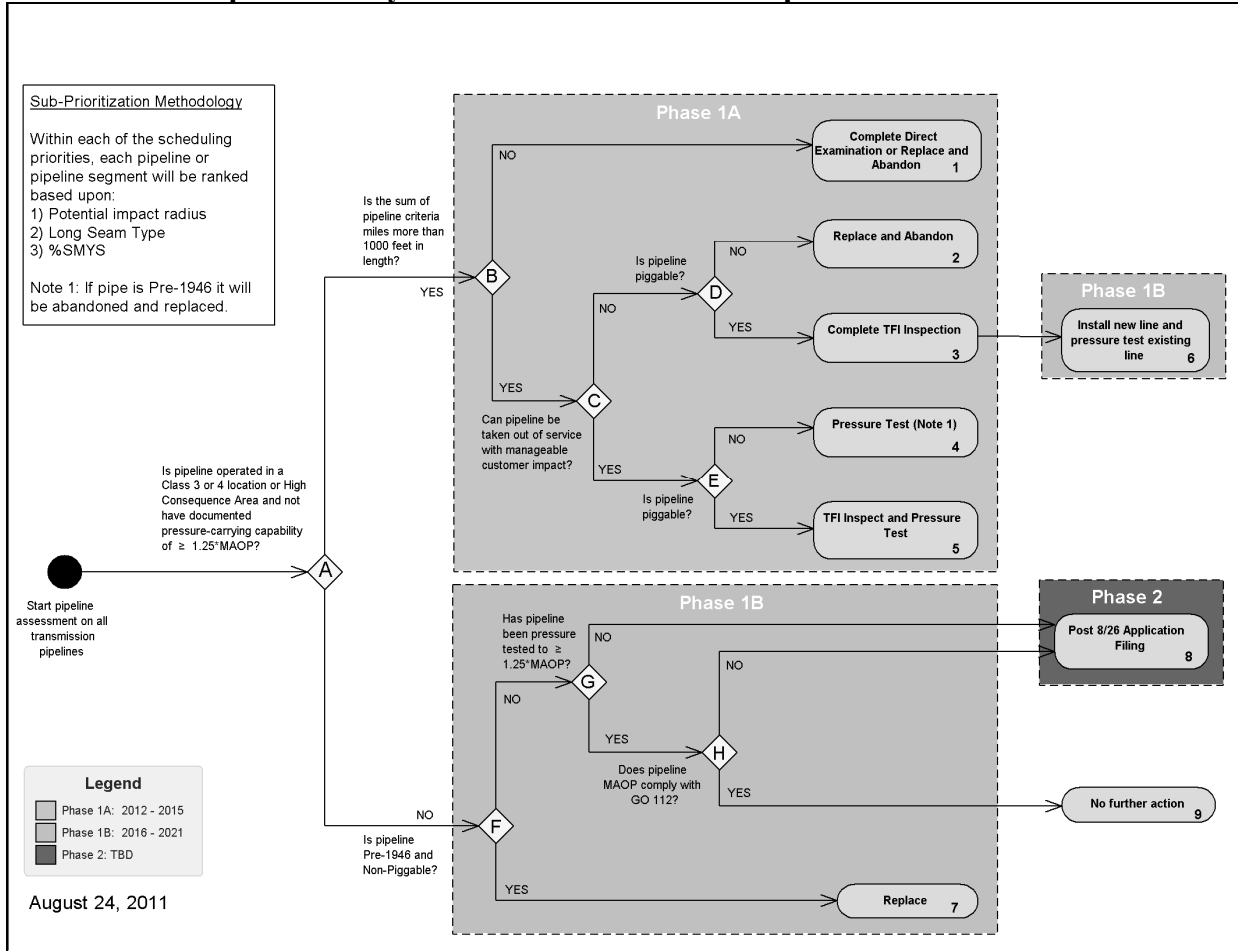 Sub-Prioritization Methodology
Within each of the scheduling
priorities, each pipeline or
pipeline segment will be ranked
based upon:
1) Potential impact radius
2) Long Seam Type
3) %SMYS
Note 1: If pipe is Pre-1946 it will
be abandoned and replaced.
Phase 1A
Complete Direct
Examination or Replace and
Abandon
1
NO
Is the sum of
pipeline criteria
miles more than
1000 feet in
length?
B
YES
Replace and Abandon
2
NO
Is pipeline
piggable?
D
NO
YES
Complete TFI Inspection
3
Phase 1B
Install new line and
pressure test existing
line
6
YES
C
Can pipeline be
taken out of service
with manageable
customer impact?
YES
Pressure Test (Note 1)
4
NO
E
Is pipeline
piggable?
YES
TFI Inspect and Pressure
Test
5
Is pipeline operated in a
Class 3 or 4 location or High
Consequence Area and not
have documented
pressure-carrying capability
of ≥ 1.25*MAOP?
A
Start pipeline
assessment on all
transmission
pipelines
Phase 1B
Has pipeline
been pressure
tested to ≥
1.25*MAOP?
NO
G
NO
Phase 2
Post 8/26 Application
Filing
8
NO
YES
H
Does pipeline
MAOP comply with
GO 112?
YES
No further action
9
NO
F
Is pipeline
Pre-1946 and
Non-Piggable?
YES
Replace
7
Legend
Phase 1A: 2012 - 2015
Phase 1B: 2016 - 2021
Phase 2: TBD
August 24, 2011